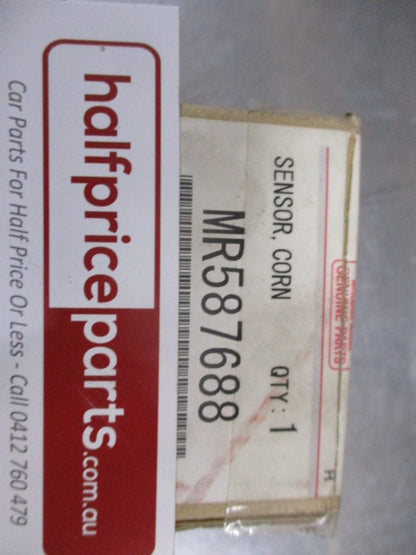 SENSOR, CORN QTY: 1
MR587688
GENUINE PARTS
R
halfpriceparts.com.au
Car Parts For Half Price Or Less - Call 0412 760 479